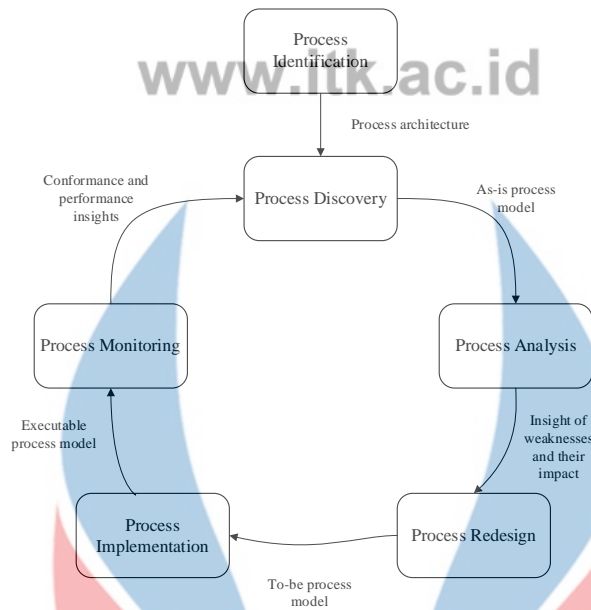 Process
Identification
www.itk.ac.id
Process architecture
Process Discovery
Conformance and
performance
insights
As-is process
model
Process Monitoring
Process Analysis
Executable
process model
Insight of
weaknesses
and their
impact
Process
Implementation
Process Redesign
To-be process
model